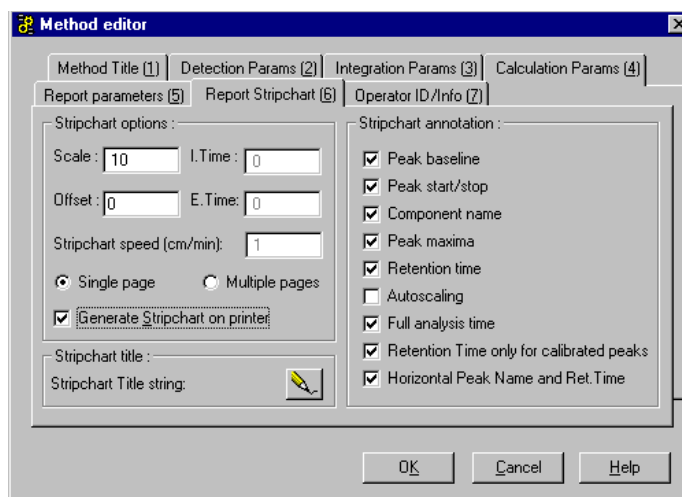 Method editor
Method Title (1) Detection Params (2) Integration Params (3) Calculation Params (4)
Report parameters (5) Report Stripchart (6) Operator ID/Info (7)
Stripchart options :
Scale : 10 I.Time : 0
Offset : 0 E.Time: 0
Stripchart speed (cm/min): 1
Single page Multiple pages
Generate Stripchart on printer
Stripchart title :
Stripchart Title string:
Stripchart annotation :
Peak baseline
Peak start/stop
Component name
Peak maxima
Retention time
Autoscaling
Full analysis time
Retention Time only for calibrated peaks
Horizontal Peak Name and Ret.Time
OK Cancel Help